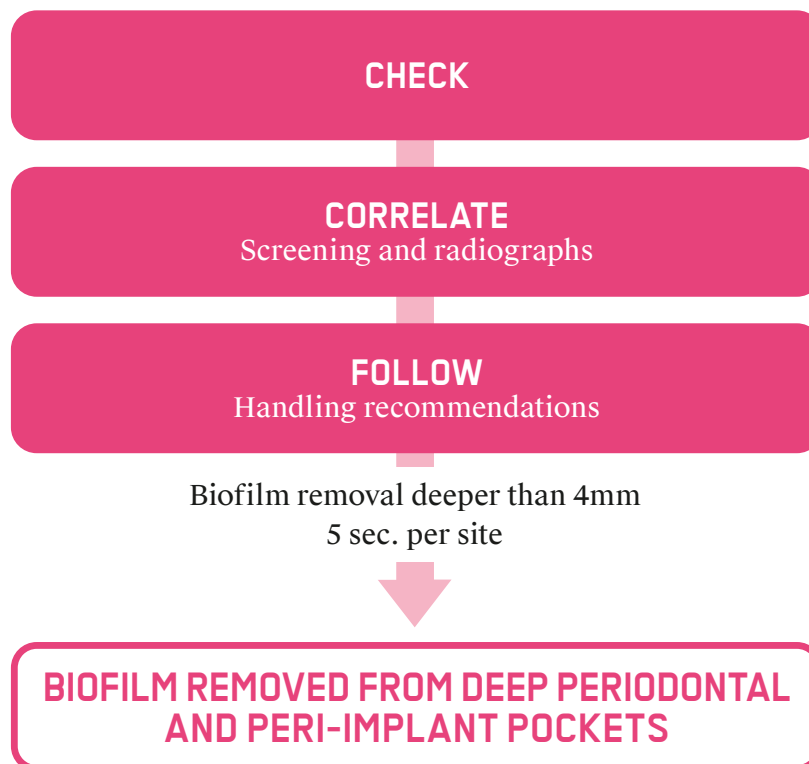 CHECK
CORRELATE
Screening and radiographs
FOLLOW
Handling recommendations
Biofilm removal deeper than 4mm
5 sec. per site
BIOFILM REMOVED FROM DEEP PERIODONTAL
AND PERI-IMPLANT POCKETS